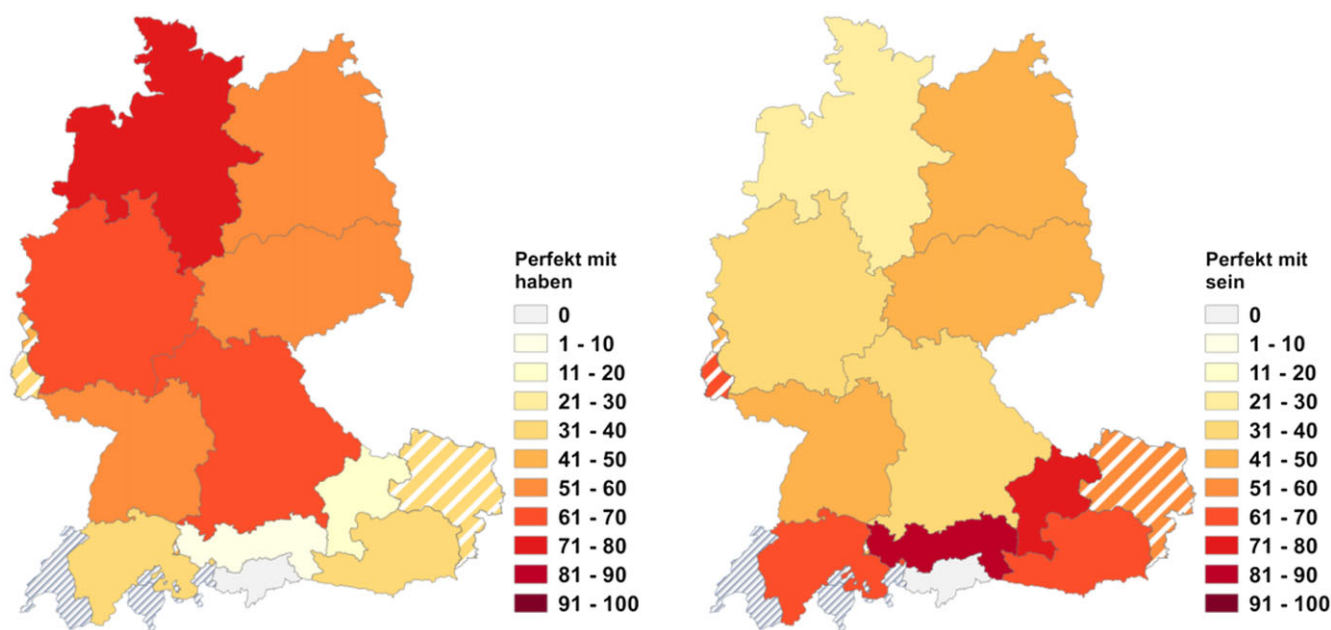 Perfekt mit
haben
0
1 - 10
11 - 20
21 - 30
31 - 40
41 - 50
51 - 60
61 - 70
71 - 80
81 - 90
91 - 100
Perfekt mit
sein
0
1 - 10
11 - 20
21 - 30
31 - 40
41 - 50
51 - 60
61 - 70
71 - 80
81 - 90
91 - 100